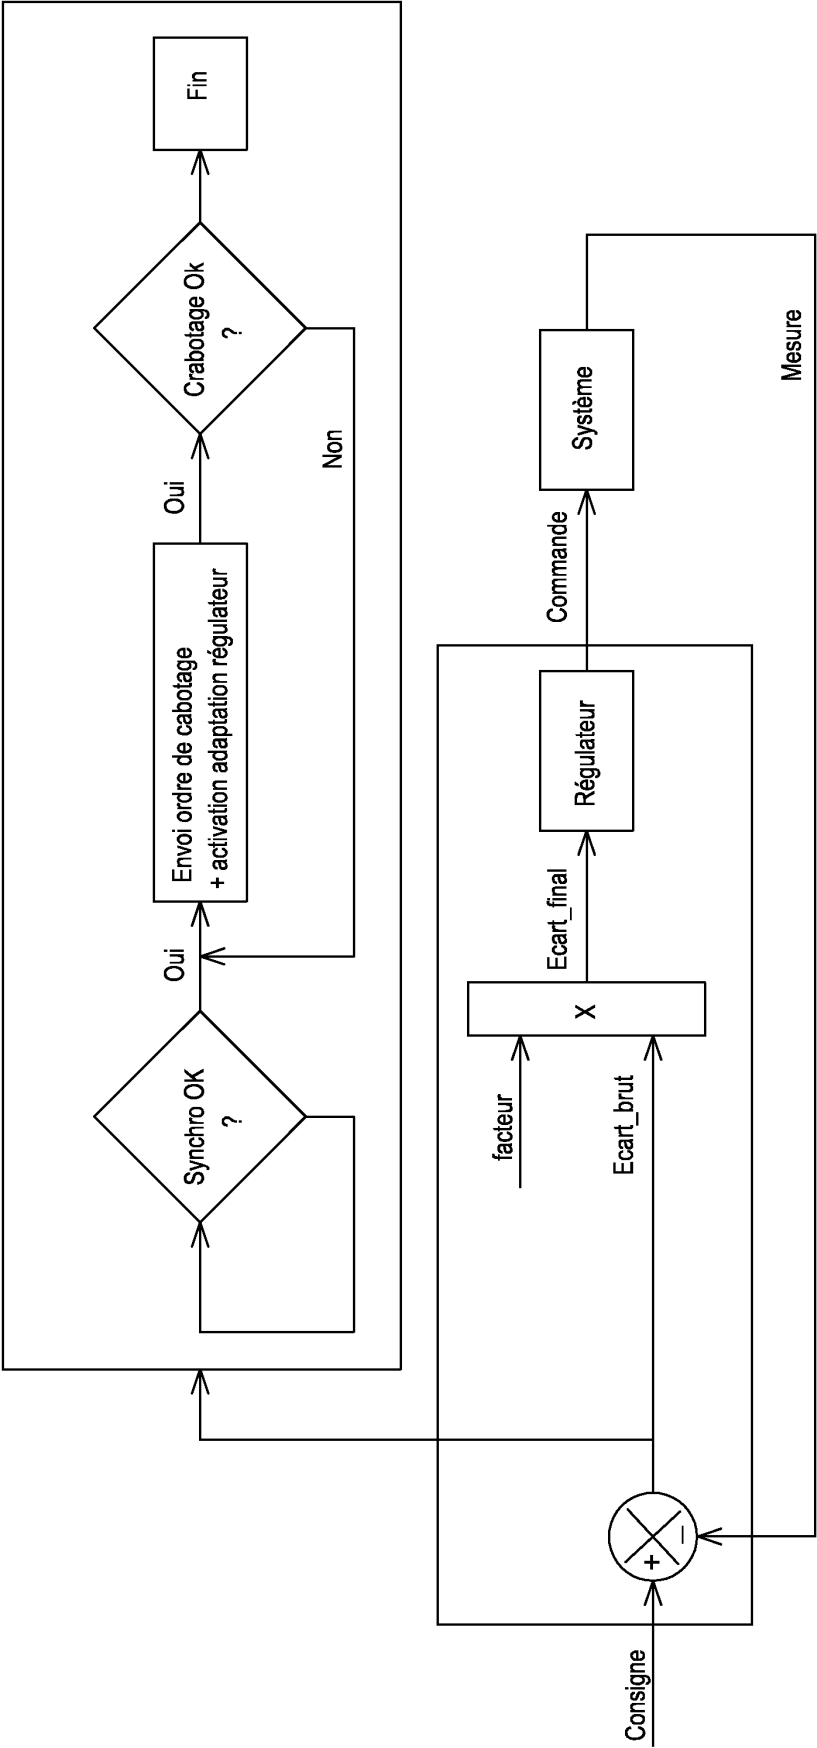 Synchro OK
?
Oui
Envoi ordre de cabotage
+ activation adaptation régulateur
Oui
Crabotage Ok
?
Non
Fin
Consigne
+
−
facteur
Ecart_brut
X
Ecart_final
Régulateur
Commande
Système
Mesure